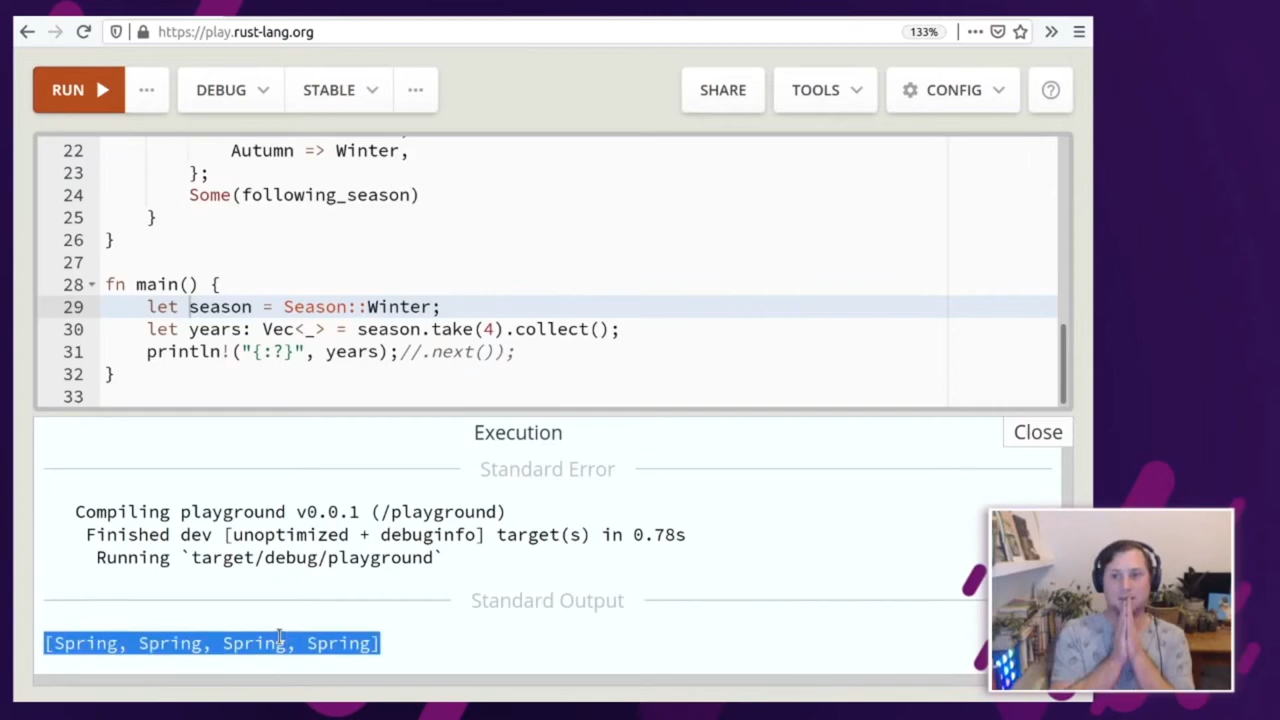 https://play.rust-lang.org
133%
RUN
DEBUG
STABLE
SHARE
TOOLS
CONFIG
22 Autumn => Winter,
23 };
24 Some(following_season)
25 }
26 }
27
28 fn main() {
29 let season = Season::Winter;
30 let years: Vec<_> = season.take(4).collect();
31 println!("{:?}", years);//.next());
32 }
33
Execution
Close
Standard Error
Compiling playground v0.0.1 (/playground)
Finished dev [unoptimized + debuginfo] target(s) in 0.78s
Running `target/debug/playground`
Standard Output
[Spring, Spring, Spring, Spring]